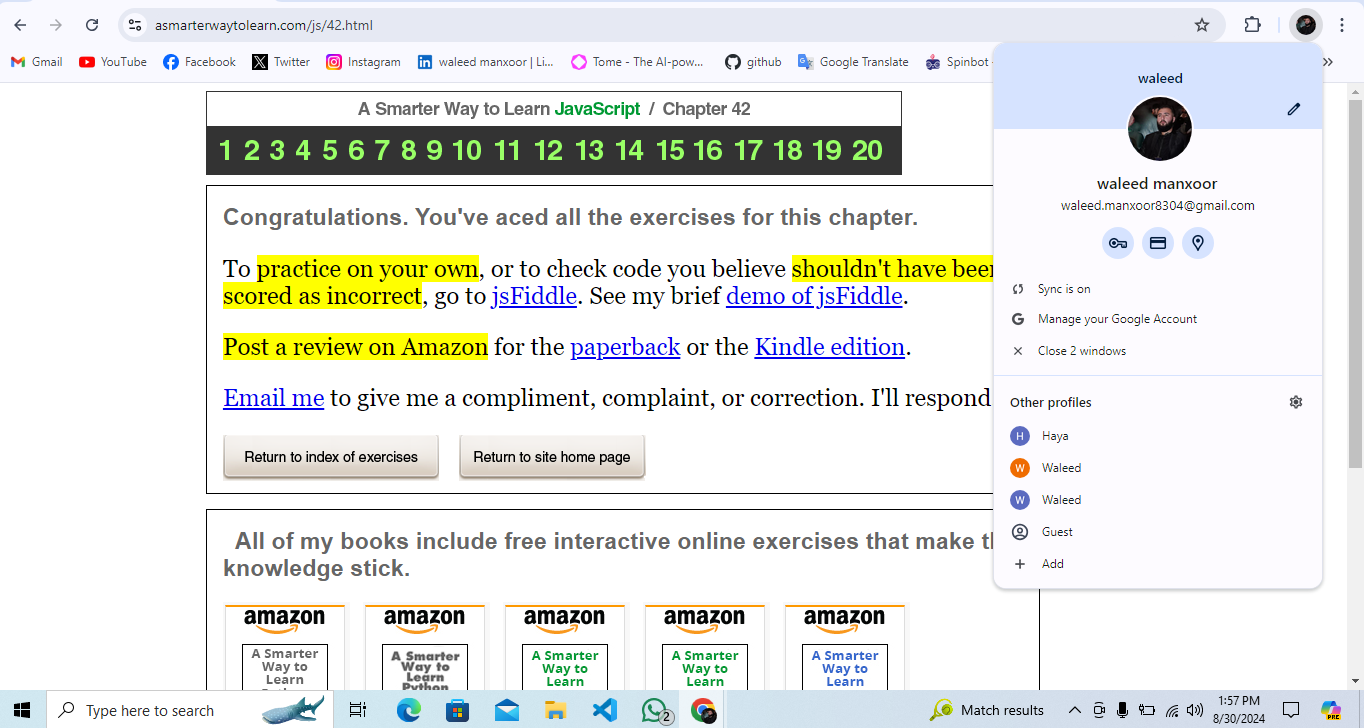 asmarterwaytolearn.com/js/42.html
Gmail YouTube Facebook Twitter Instagram waleed manxoor | Li... Tome - The AI-pow... github Google Translate Spinbot
A Smarter Way to Learn JavaScript / Chapter 42
1 2 3 4 5 6 7 8 9 10 11 12 13 14 15 16 17 18 19 20
Congratulations. You've aced all the exercises for this chapter.
To practice on your own, or to check code you believe shouldn't have been
scored as incorrect, go to jsFiddle. See my brief demo of jsFiddle.
Post a review on Amazon for the paperback or the Kindle edition.
Email me to give me a compliment, complaint, or correction. I'll respond
Return to index of exercises Return to site home page
All of my books include free interactive online exercises that make
knowledge stick.
amazon amazon amazon amazon amazon
A Smarter A Smarter A Smarter A Smarter A Smarter
Way to Way to Way to Way to Way to
Learn Learn Learn Learn Learn
Python
waleed
waleed manxoor
waleed.manxoor8304@gmail.com
Sync is on
Manage your Google Account
Close 2 windows
Other profiles
H Haya
W Waleed
W Waleed
Guest
Add
Type here to search
2
Match results
1:57 PM
8/30/2024
PRE